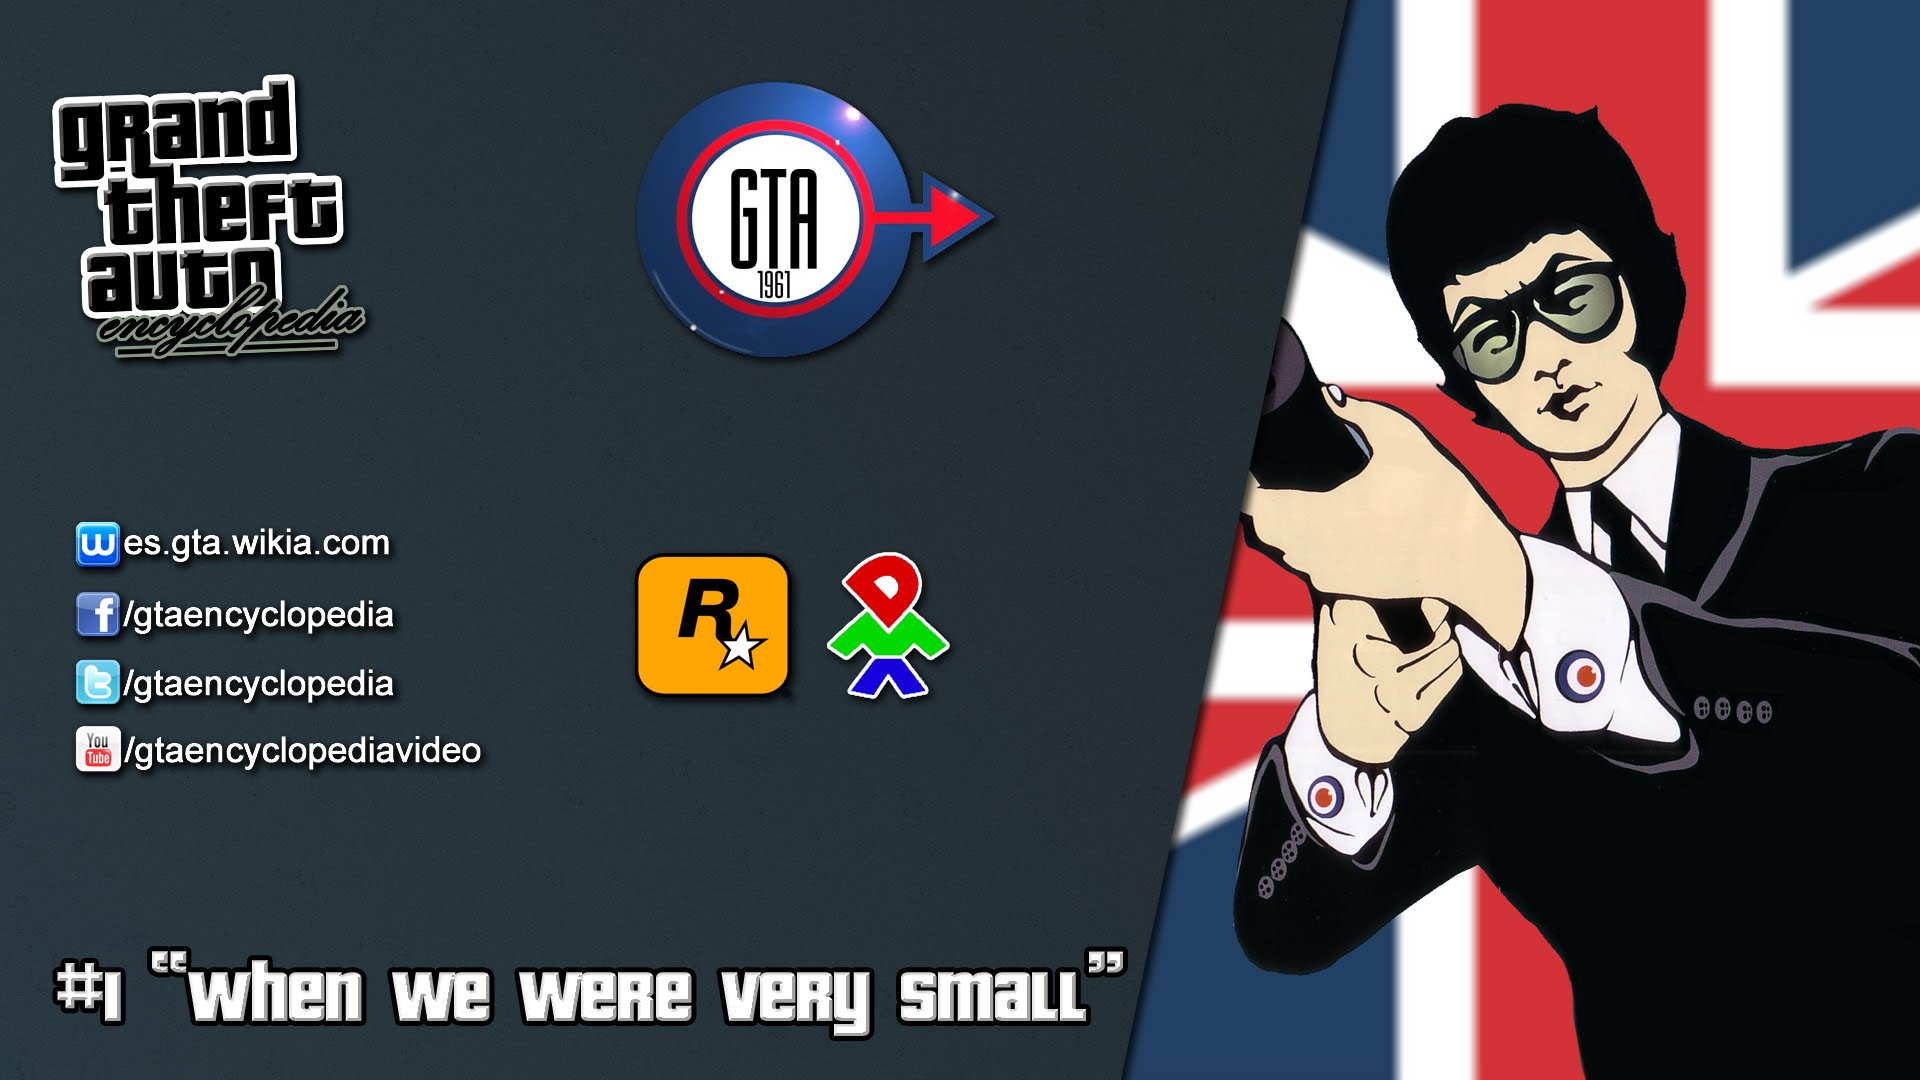 grand
theft
auto
encyclopedia
GTA
1961
w es.gta.wikia.com
f /gtaencyclopedia
t /gtaencyclopedia
You
Tube
/gtaencyclopediavideo
R
#1 “when we were very small”